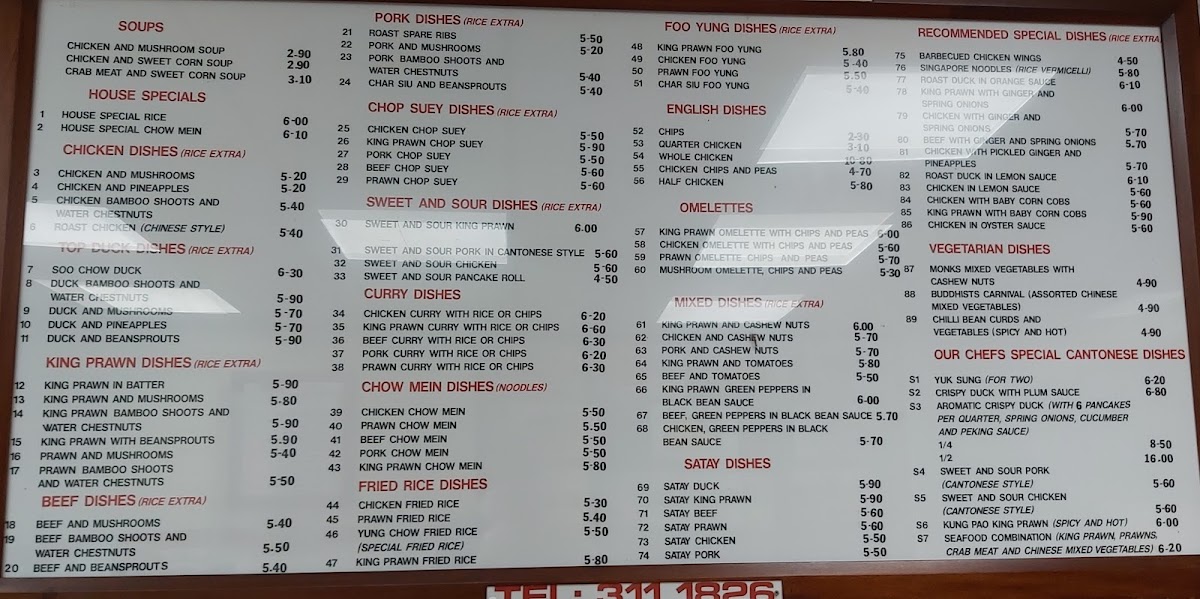 SOUPS
CHICKEN AND MUSHROOM SOUP 2-90
CHICKEN AND SWEET CORN SOUP 2.90
CRAB MEAT AND SWEET CORN SOUP 3.10
HOUSE SPECIALS
1 HOUSE SPECIAL RICE 6-00
2 HOUSE SPECIAL CHOW MEIN 6-10
CHICKEN DISHES (RICE EXTRA)
3 CHICKEN AND MUSHROOMS 5-20
4 CHICKEN AND PINEAPPLES 5-20
5 CHICKEN BAMBOO SHOOTS AND
WATER CHESTNUTS 5-40
6 ROAST CHICKEN (CHINESE STYLE) 5-40
TOP DUCK DISHES (RICE EXTRA)
7 SOO CHOW DUCK 6-30
8 DUCK BAMBOO SHOOTS AND
WATER CHESTNUTS 5-90
9 DUCK AND MUSHROOMS 5-70
10 DUCK AND PINEAPPLES 5-70
11 DUCK AND BEANSPROUTS 5-90
KING PRAWN DISHES (RICE EXTRA)
12 KING PRAWN IN BATTER 5-90
13 KING PRAWN AND MUSHROOMS 5-80
14 KING PRAWN BAMBOO SHOOTS AND
WATER CHESTNUTS 5-90
15 KING PRAWN WITH BEANSPROUTS 5.90
16 PRAWN AND MUSHROOMS 5-40
17 PRAWN BAMBOO SHOOTS
AND WATER CHESTNUTS 5-50
BEEF DISHES (RICE EXTRA)
18 BEEF AND MUSHROOMS 5-40
19 BEEF BAMBOO SHOOTS AND
WATER CHESTNUTS 5-50
20 BEEF AND BEANSPROUTS 5-40
PORK DISHES (RICE EXTRA)
21 ROAST SPARE RIBS 5-50
22 PORK AND MUSHROOMS 5-20
23 PORK BAMBOO SHOOTS AND
WATER CHESTNUTS 5-40
24 CHAR SIU AND BEANSPROUTS 5-40
CHOP SUEY DISHES (RICE EXTRA)
25 CHICKEN CHOP SUEY 5-50
26 KING PRAWN CHOP SUEY 5-90
27 PORK CHOP SUEY 5-50
28 BEEF CHOP SUEY 5-60
29 PRAWN CHOP SUEY 5-60
SWEET AND SOUR DISHES (RICE EXTRA)
30 SWEET AND SOUR KING PRAWN 6.00
31 SWEET AND SOUR PORK IN CANTONESE STYLE 5-60
32 SWEET AND SOUR CHICKEN 5-60
33 SWEET AND SOUR PANCAKE ROLL 4-50
CURRY DISHES
34 CHICKEN CURRY WITH RICE OR CHIPS 6-20
35 KING PRAWN CURRY WITH RICE OR CHIPS 6-60
36 BEEF CURRY WITH RICE OR CHIPS 6-30
37 PORK CURRY WITH RICE OR CHIPS 6-20
38 PRAWN CURRY WITH RICE OR CHIPS 6-30
CHOW MEIN DISHES (NOODLES)
39 CHICKEN CHOW MEIN 5-50
40 PRAWN CHOW MEIN 5.50
41 BEEF CHOW MEIN 5-50
42 PORK CHOW MEIN 5-50
43 KING PRAWN CHOW MEIN 5-80
FRIED RICE DISHES
44 CHICKEN FRIED RICE 5-30
45 PRAWN FRIED RICE 5.40
46 YUNG CHOW FRIED RICE 5-50
(SPECIAL FRIED RICE)
47 KING PRAWN FRIED RICE 5-80
FOO YUNG DISHES (RICE EXTRA)
48 KING PRAWN FOO YUNG 5.80
49 CHICKEN FOO YUNG 5-40
50 PRAWN FOO YUNG 5.50
51 CHAR SIU FOO YUNG 5-40
ENGLISH DISHES
52 CHIPS 2-30
53 QUARTER CHICKEN 3-10
54 WHOLE CHICKEN 10-80
55 CHICKEN CHIPS AND PEAS 4-70
56 HALF CHICKEN 5-80
OMELETTES
57 KING PRAWN OMELETTE WITH CHIPS AND PEAS 6-00
58 CHICKEN OMELETTE WITH CHIPS AND PEAS 5-60
59 PRAWN OMELETTE CHIPS AND PEAS 5-70
60 MUSHROOM OMELETTE, CHIPS AND PEAS 5-30
MIXED DISHES (RICE EXTRA)
61 KING PRAWN AND CASHEW NUTS 6.00
62 CHICKEN AND CASHEW NUTS 5-70
63 PORK AND CASHEW NUTS 5-70
64 KING PRAWN AND TOMATOES 5-80
65 BEEF AND TOMATOES 5-50
66 KING PRAWN GREEN PEPPERS IN
BLACK BEAN SAUCE 6-00
67 BEEF, GREEN PEPPERS IN BLACK BEAN SAUCE 5.70
68 CHICKEN, GREEN PEPPERS IN BLACK
BEAN SAUCE 5-70
SATAY DISHES
69 SATAY DUCK 5-90
70 SATAY KING PRAWN 5-90
71 SATAY BEEF 5-60
72 SATAY PRAWN 5-60
73 SATAY CHICKEN 5-50
74 SATAY PORK 5-50
RECOMMENDED SPECIAL DISHES (RICE EXTRA
75 BARBECUED CHICKEN WINGS 4-50
76 SINGAPORE NOODLES (RICE VERMICELLI) 5-80
77 ROAST DUCK IN ORANGE SAUCE 6-10
78 KING PRAWN WITH GINGER AND
SPRING ONIONS 6-00
79 CHICKEN WITH GINGER AND
SPRING ONIONS 5-70
80 BEEF WITH GINGER AND SPRING ONIONS 5.70
81 CHICKEN WITH PICKLED GINGER AND
PINEAPPLES 5-70
82 ROAST DUCK IN LEMON SAUCE 6-10
83 CHICKEN IN LEMON SAUCE 5-60
84 CHICKEN WITH BABY CORN COBS 5-60
85 KING PRAWN WITH BABY CORN COBS 5-90
86 CHICKEN IN OYSTER SAUCE 5-60
VEGETARIAN DISHES
87 MONKS MIXED VEGETABLES WITH
CASHEW NUTS 4-90
88 BUDDHISTS CARNIVAL (ASSORTED CHINESE
MIXED VEGETABLES) 4-90
89 CHILLI BEAN CURDS AND
VEGETABLES (SPICY AND HOT) 4-90
OUR CHEFS SPECIAL CANTONESE DISHES
S1 YUK SUNG (FOR TWO) 6-20
S2 CRISPY DUCK WITH PLUM SAUCE 6-80
S3 AROMATIC CRISPY DUCK (WITH 6 PANCAKES
PER QUARTER, SPRING ONIONS, CUCUMBER
AND PEKING SAUCE)
1/4 8-50
1/2 16.00
S4 SWEET AND SOUR PORK
(CANTONESE STYLE) 5-60
S5 SWEET AND SOUR CHICKEN
(CANTONESE STYLE) 5-60
S6 KUNG PAO KING PRAWN (SPICY AND HOT) 6-00
S7 SEAFOOD COMBINATION (KING PRAWN, PRAWNS,
CRAB MEAT AND CHINESE MIXED VEGETABLES) 6-20
TEL: 311 1826